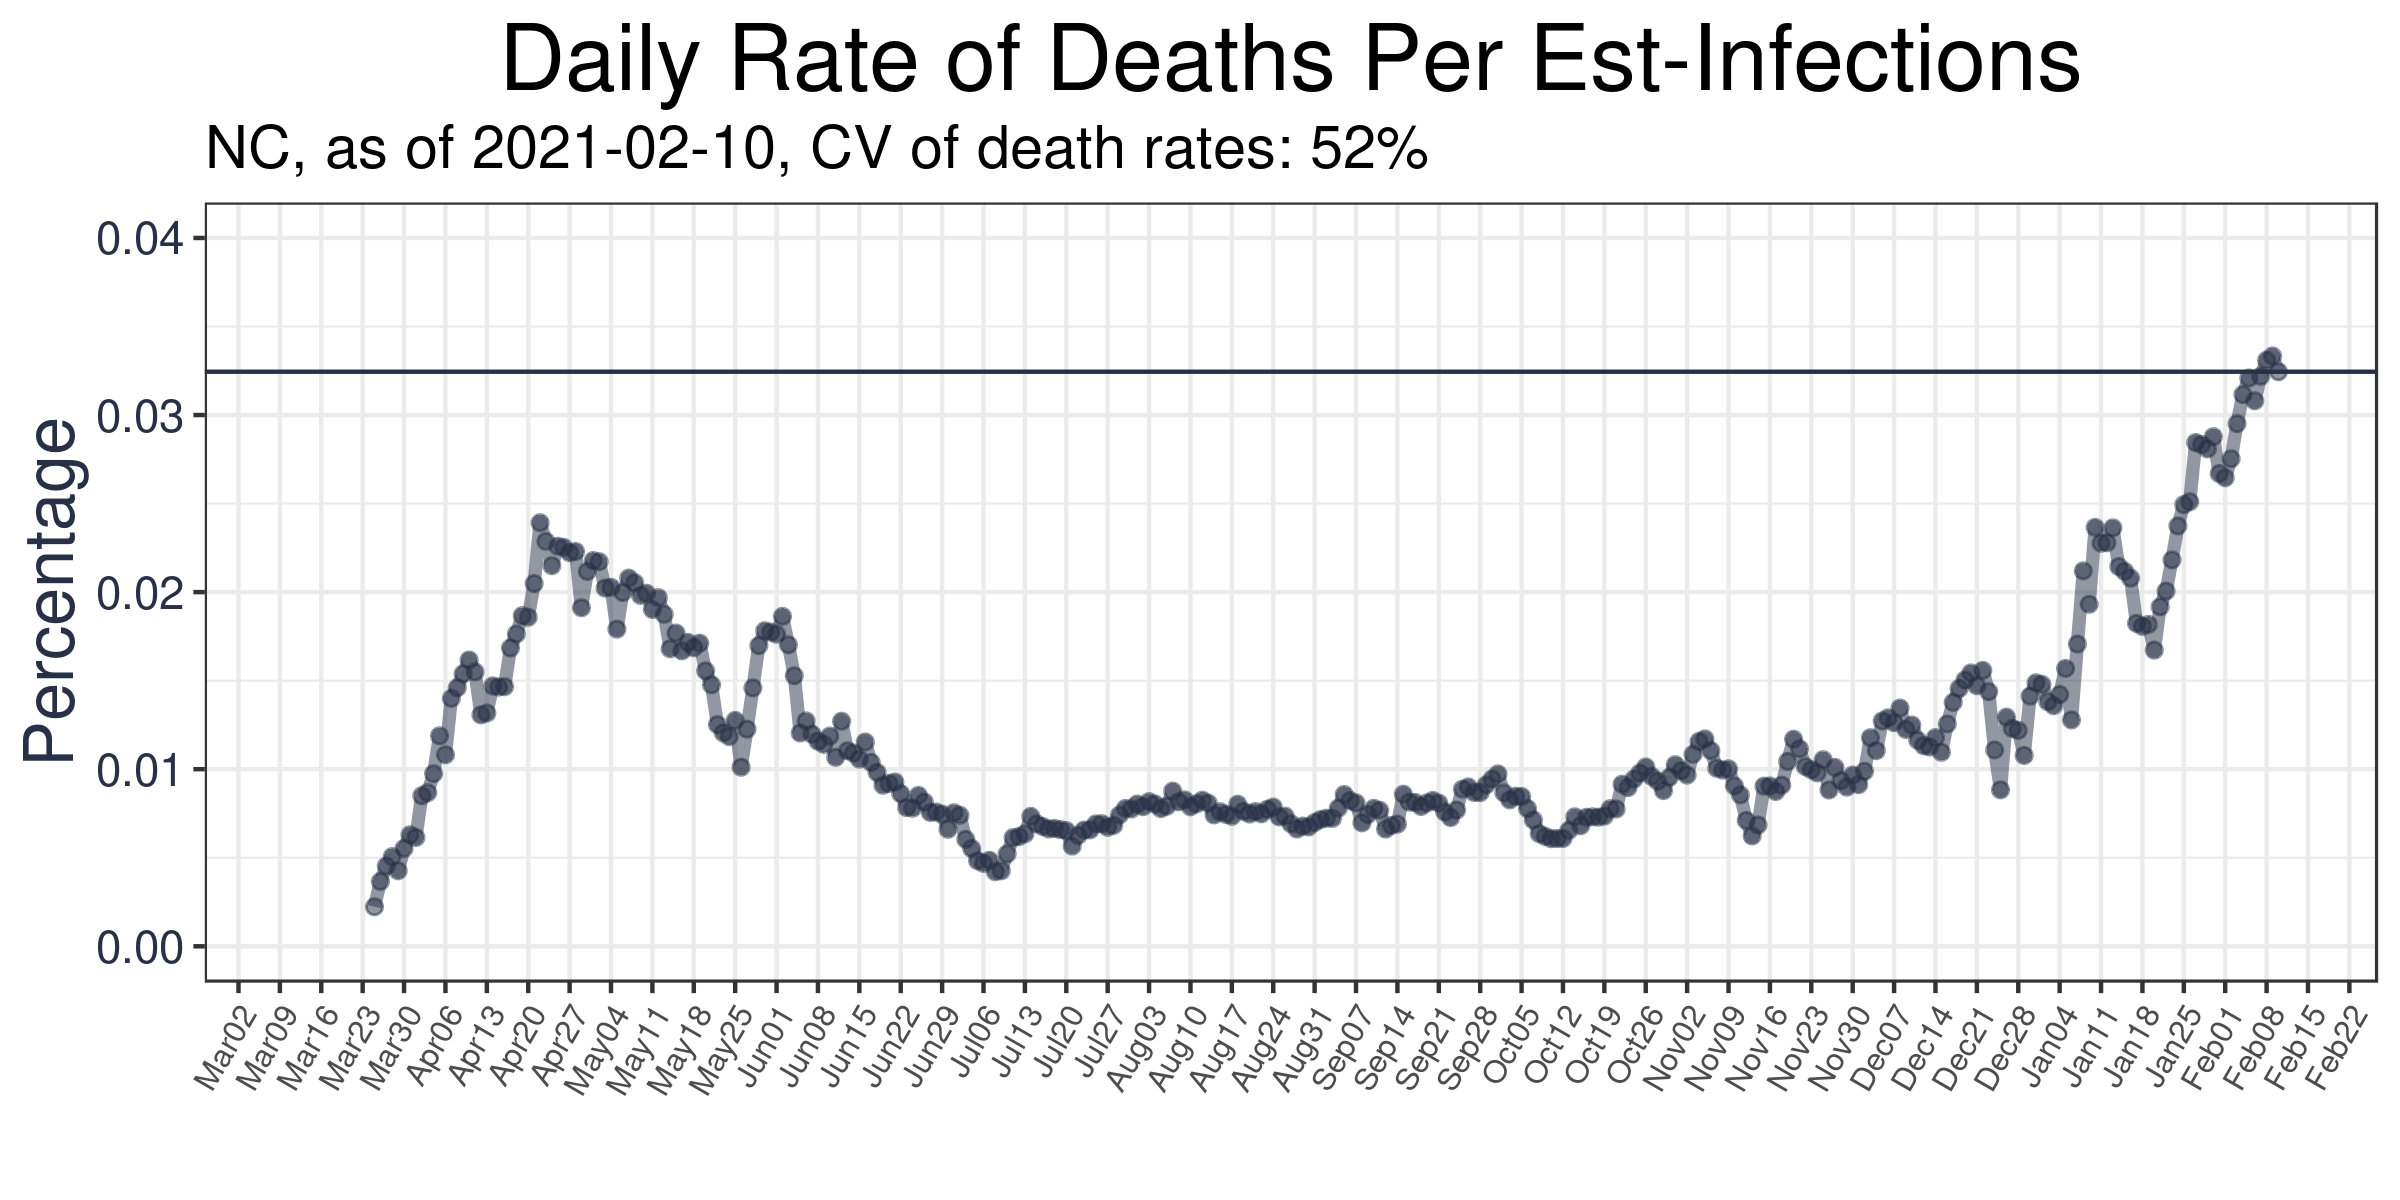 Daily Rate of Deaths Per Est-Infections
NC, as of 2021-02-10, CV of death rates: 52%
Percentage
0.04
0.03
0.02
0.01
0.00
Mar02
Mar09
Mar16
Mar23
Mar30
Apr06
Apr13
Apr20
Apr27
May04
May11
May18
May25
Jun01
Jun08
Jun15
Jun22
Jun29
Jul06
Jul13
Jul20
Jul27
Aug03
Aug10
Aug17
Aug24
Aug31
Sep07
Sep14
Sep21
Sep28
Oct05
Oct12
Oct19
Oct26
Nov02
Nov09
Nov16
Nov23
Nov30
Dec07
Dec14
Dec21
Dec28
Jan04
Jan11
Jan18
Jan25
Feb01
Feb08
Feb15
Feb22